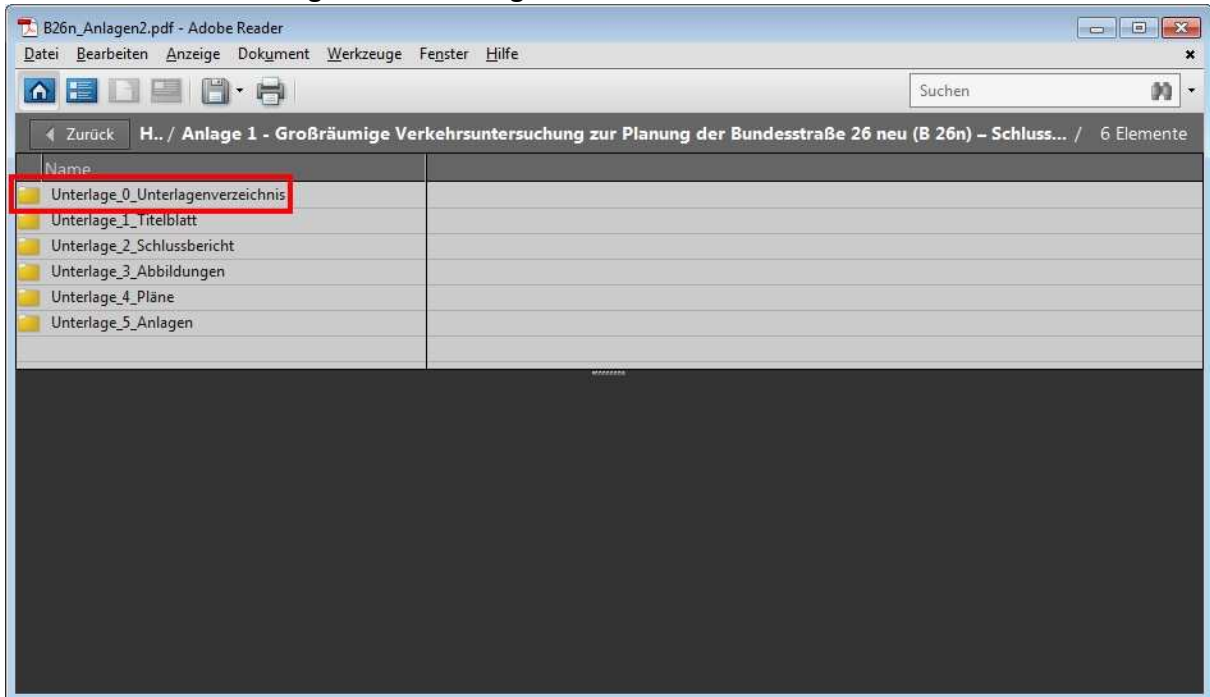 B26n_Anlagen2.pdf - Adobe Reader
Datei Bearbeiten Anzeige Dokument Werkzeuge Fenster Hilfe
Suchen
Zurück H.. / Anlage 1 - Großräumige Verkehrsuntersuchung zur Planung der Bundesstraße 26 neu (B 26n) – Schluss... / 6 Elemente
Name
Unterlage_0_Unterlagenverzeichnis
Unterlage_1_Titelblatt
Unterlage_2_Schlussbericht
Unterlage_3_Abbildungen
Unterlage_4_Pläne
Unterlage_5_Anlagen